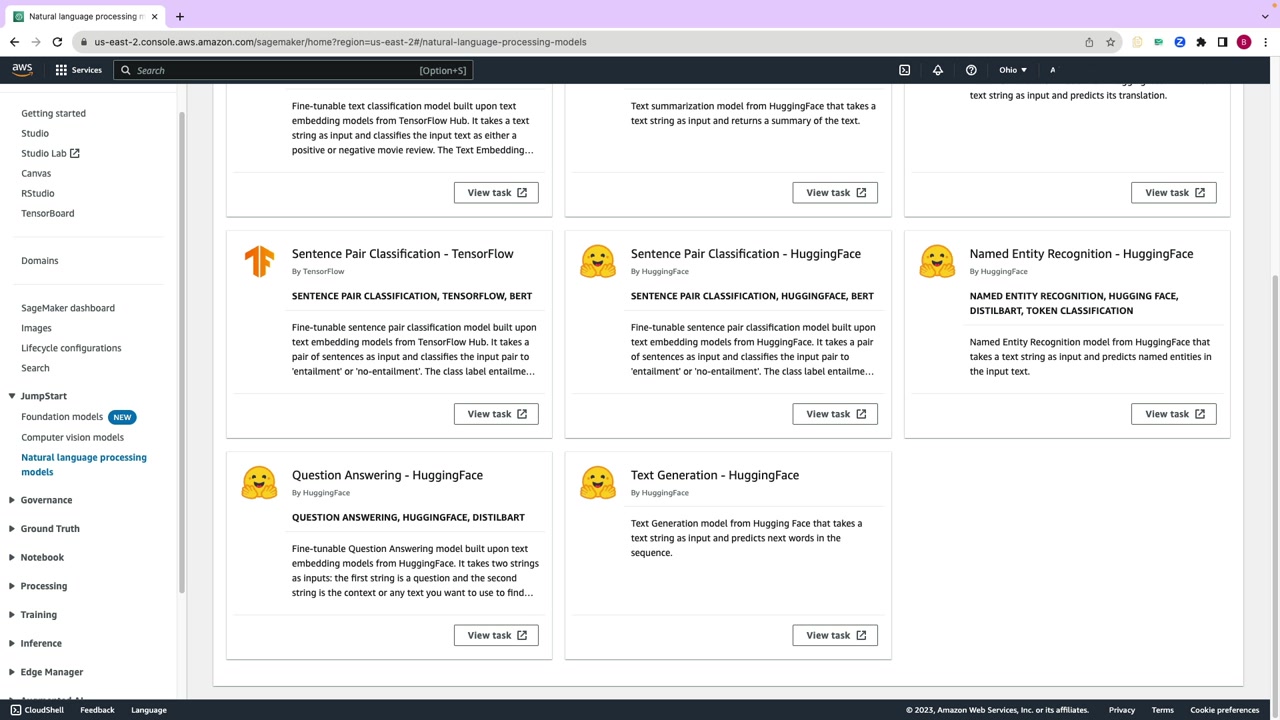 Natural language processing m
us-east-2.console.aws.amazon.com/sagemaker/home?region=us-east-2#/natural-language-processing-models
B
aws
Services
Search
[Option+S]
Ohio
A
Getting started
Studio
Studio Lab
Canvas
RStudio
TensorBoard
Domains
SageMaker dashboard
Images
Lifecycle configurations
Search
JumpStart
Foundation models NEW
Computer vision models
Natural language processing
models
Governance
Ground Truth
Notebook
Processing
Training
Inference
Edge Manager
Fine-tunable text classification model built upon text
embedding models from TensorFlow Hub. It takes a
text string as input and classifies the input text as either a
positive or negative movie review. The Text Embedding...
View task
Text summarization model from HuggingFace that takes a
text string as input and returns a summary of the text.
View task
text string as input and predicts its translation.
View task
Sentence Pair Classification - TensorFlow
By TensorFlow
SENTENCE PAIR CLASSIFICATION, TENSORFLOW, BERT
Fine-tunable sentence pair classification model built upon
text embedding models from TensorFlow Hub. It takes a
pair of sentences as input and classifies the input pair to
'entailment' or 'no-entailment'. The class label entailme...
View task
Sentence Pair Classification - HuggingFace
By HuggingFace
SENTENCE PAIR CLASSIFICATION, HUGGINGFACE, BERT
Fine-tunable sentence pair classification model built upon
text embedding models from HuggingFace. It takes a pair
of sentences as input and classifies the input pair to
'entailment' or 'no-entailment'. The class label entailme...
View task
Named Entity Recognition - HuggingFace
By HuggingFace
NAMED ENTITY RECOGNITION, HUGGING FACE,
DISTILBART, TOKEN CLASSIFICATION
Named Entity Recognition model from HuggingFace that
takes a text string as input and predicts named entities in
the input text.
View task
Question Answering - HuggingFace
By HuggingFace
QUESTION ANSWERING, HUGGINGFACE, DISTILBART
Fine-tunable Question Answering model built upon text
embedding models from HuggingFace. It takes two strings
as inputs: the first string is a question and the second
string is the context or any text you want to use to find...
View task
Text Generation - HuggingFace
By HuggingFace
Text Generation model from Hugging Face that takes a
text string as input and predicts next words in the
sequence.
View task
CloudShell
Feedback
Language
© 2023, Amazon Web Services, Inc. or its affiliates.
Privacy
Terms
Cookie preferences